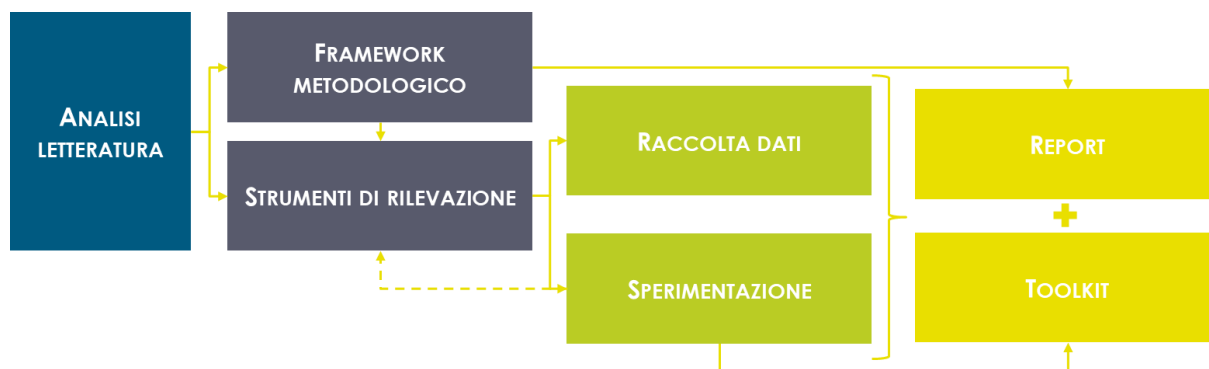 ANALISI
LETTERATURA
FRAMEWORK
METODOLOGICO
STRUMENTI DI RILEVAZIONE
RACCOLTA DATI
SPERIMENTAZIONE
REPORT
TOOLKIT